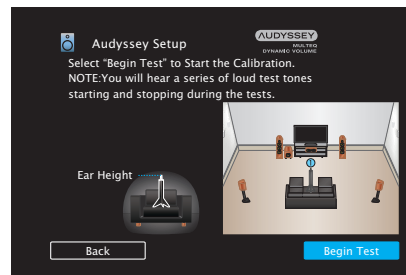 Audyssey Setup
AUDYSSEY
MULTEQ
DYNAMIC VOLUME
Select “Begin Test” to Start the Calibration.
NOTE:You will hear a series of loud test tones
starting and stopping during the tests.
Ear Height
1
Back
Begin Test